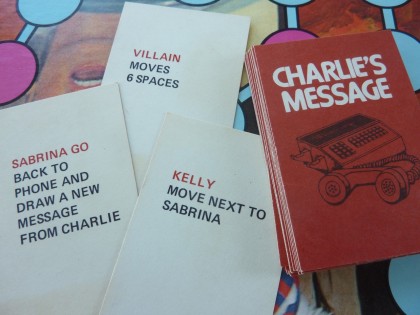 VILLAIN
MOVES
6 SPACES
CHARLIE'S
MESSAGE
SABRINA GO
BACK TO
PHONE AND
DRAW A NEW
MESSAGE
FROM CHARLIE
KELLY
MOVE NEXT TO
SABRINA